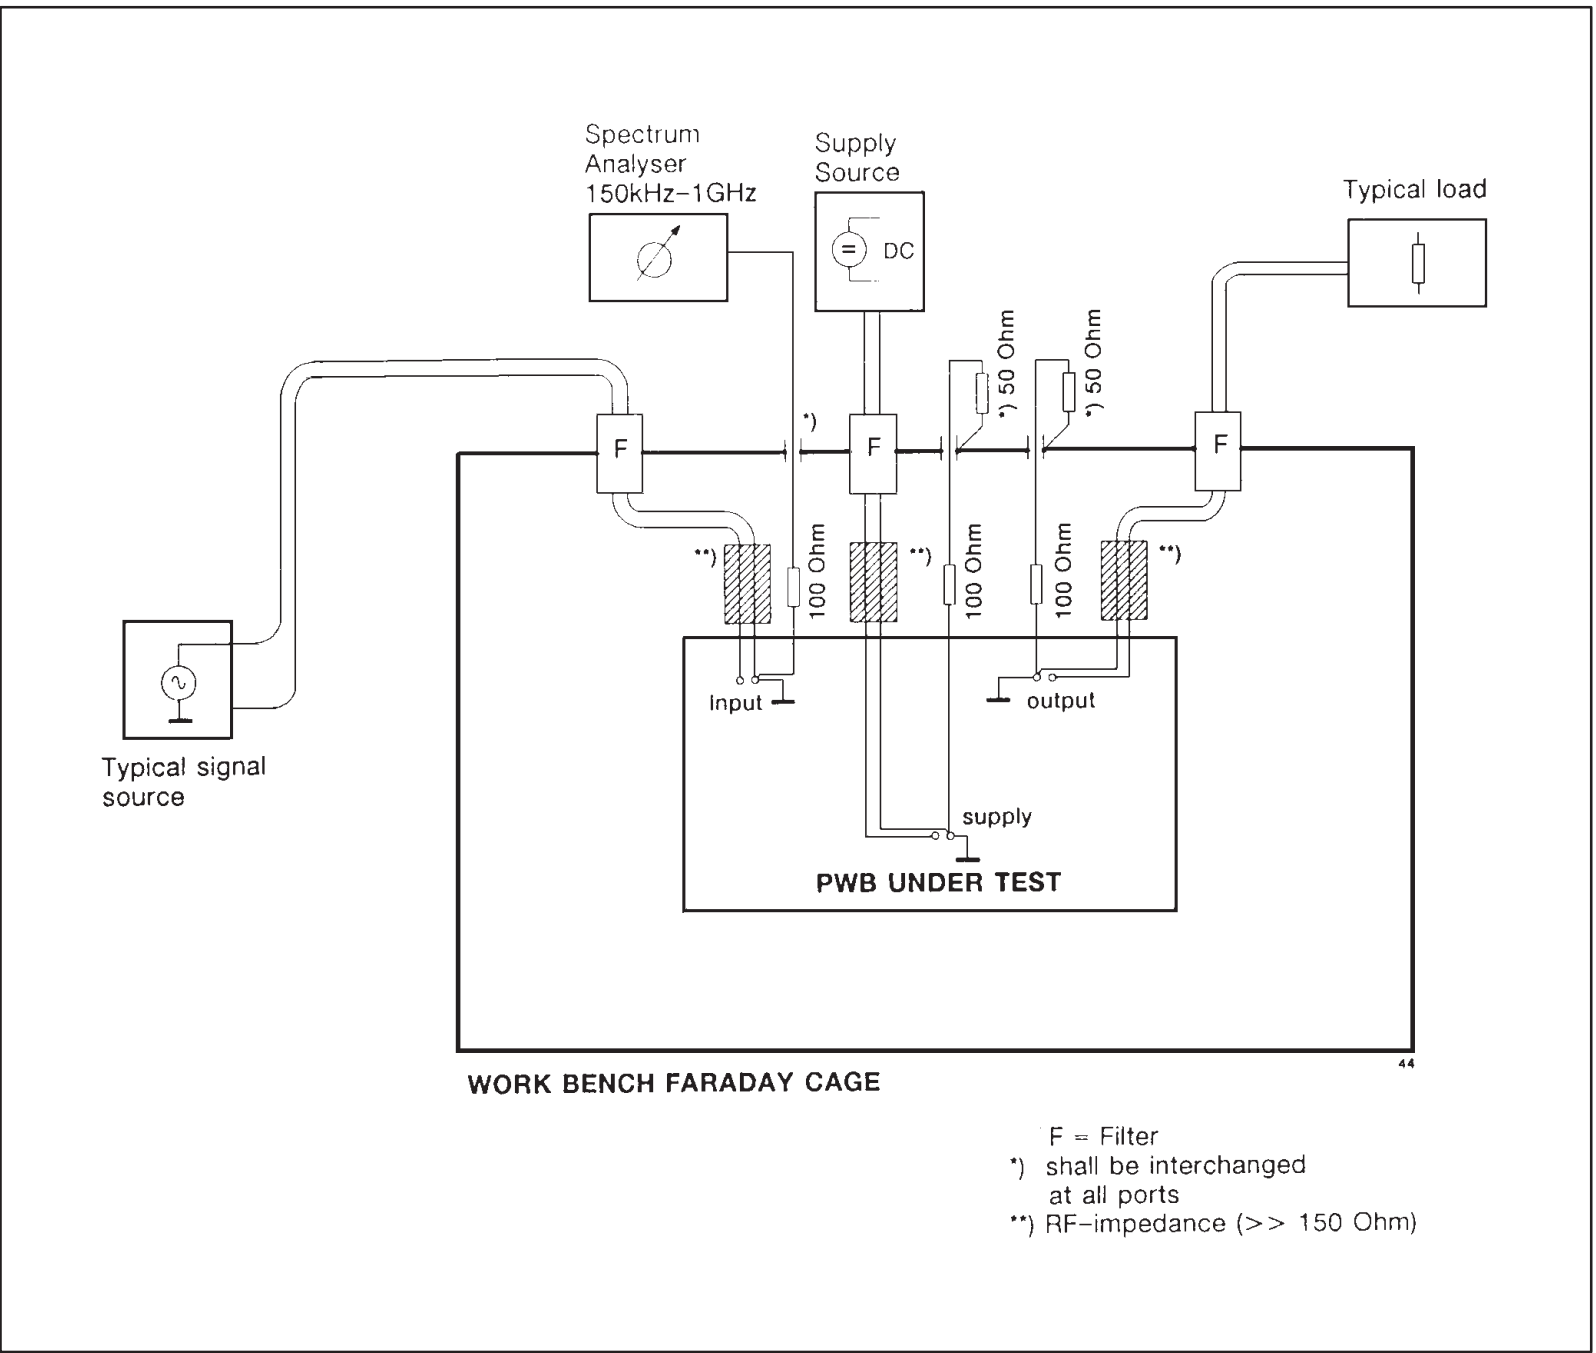 Spectrum
Analyser
150kHz-1GHz
Supply
Source
= DC
Typical load
*) 50 Ohm
*) 50 Ohm
*)
F
F
F
**)
100 Ohm
**)
100 Ohm
100 Ohm
**)
Input
output
Typical signal
source
supply
PWB UNDER TEST
44
WORK BENCH FARADAY CAGE
F = Filter
*) shall be interchanged
at all ports
**) RF-impedance (>> 150 Ohm)